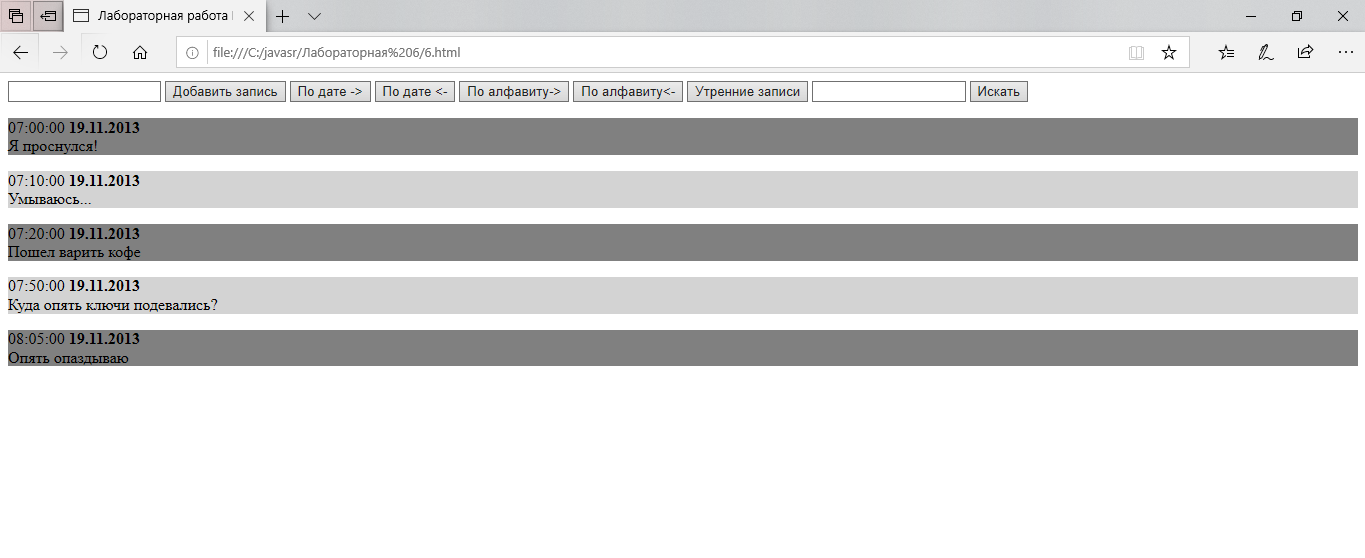 Лабораторная работа
file:///C:/javasr/Лабораторная%206/6.html
Добавить запись По дате -> По дате <- По алфавиту-> По алфавиту<- Утренние записи Искать
07:00:00 19.11.2013
Я проснулся!
07:10:00 19.11.2013
Умываюсь...
07:20:00 19.11.2013
Пошел варить кофе
07:50:00 19.11.2013
Куда опять ключи подевались?
08:05:00 19.11.2013
Опять опаздываю